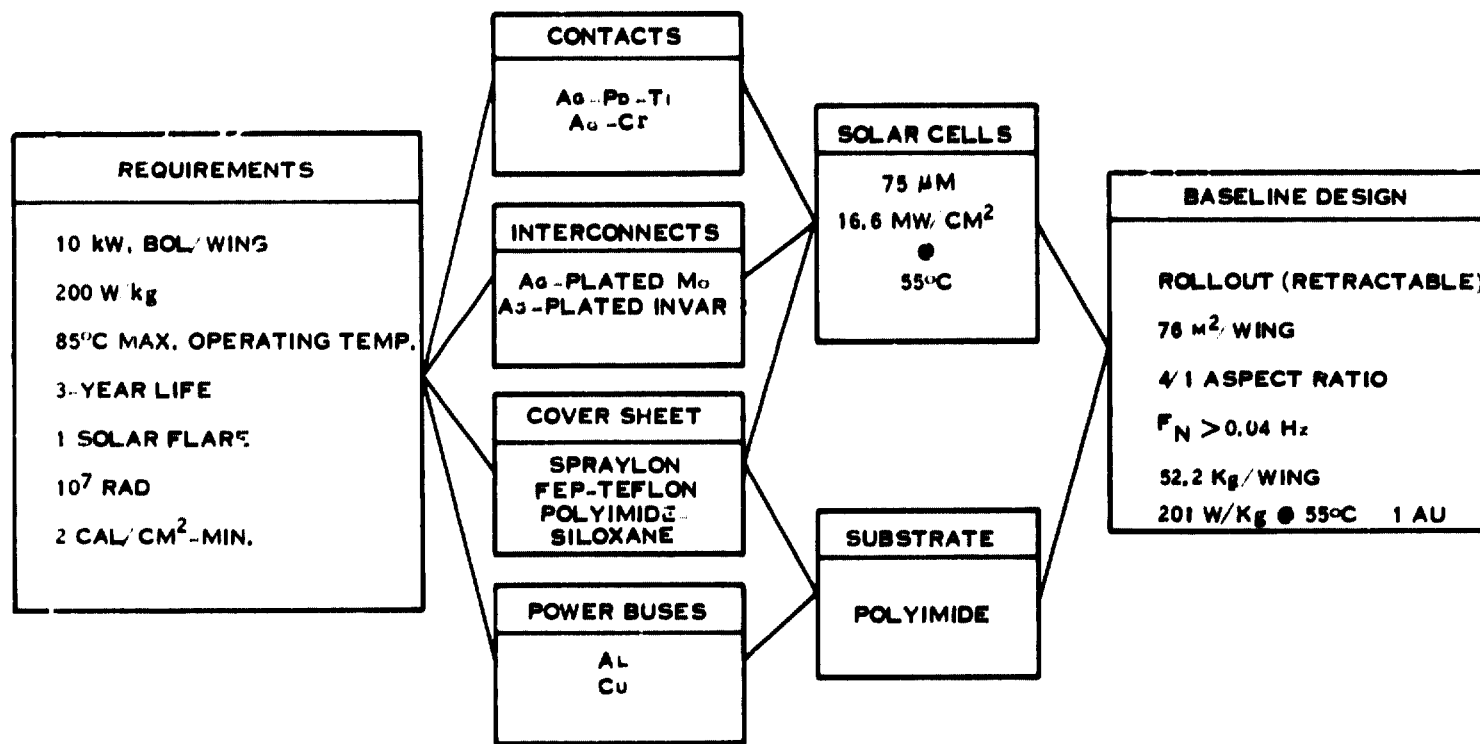 REQUIREMENTS
10 kW, BOL/WING
200 W/kg
85°C MAX. OPERATING TEMP.
3-YEAR LIFE
1 SOLAR FLARE
10⁷ RAD
2 CAL/CM²-MIN.
CONTACTS
AG-PD-TI
AG-CR
INTERCONNECTS
AG-PLATED MO
AG-PLATED INVAR
COVER SHEET
SPRAYLON
FEP-TEFLON
POLYIMIDE-
SILOXANE
POWER BUSES
AL
CU
SOLAR CELLS
75 µM
16.6 MW/CM²
@
55°C
SUBSTRATE
POLYIMIDE
BASELINE DESIGN
ROLLOUT (RETRACTABLE)
76 M²/WING
4/1 ASPECT RATIO
F_N > 0.04 Hz
52.2 Kg/WING
201 W/Kg @ 55°C 1 AU